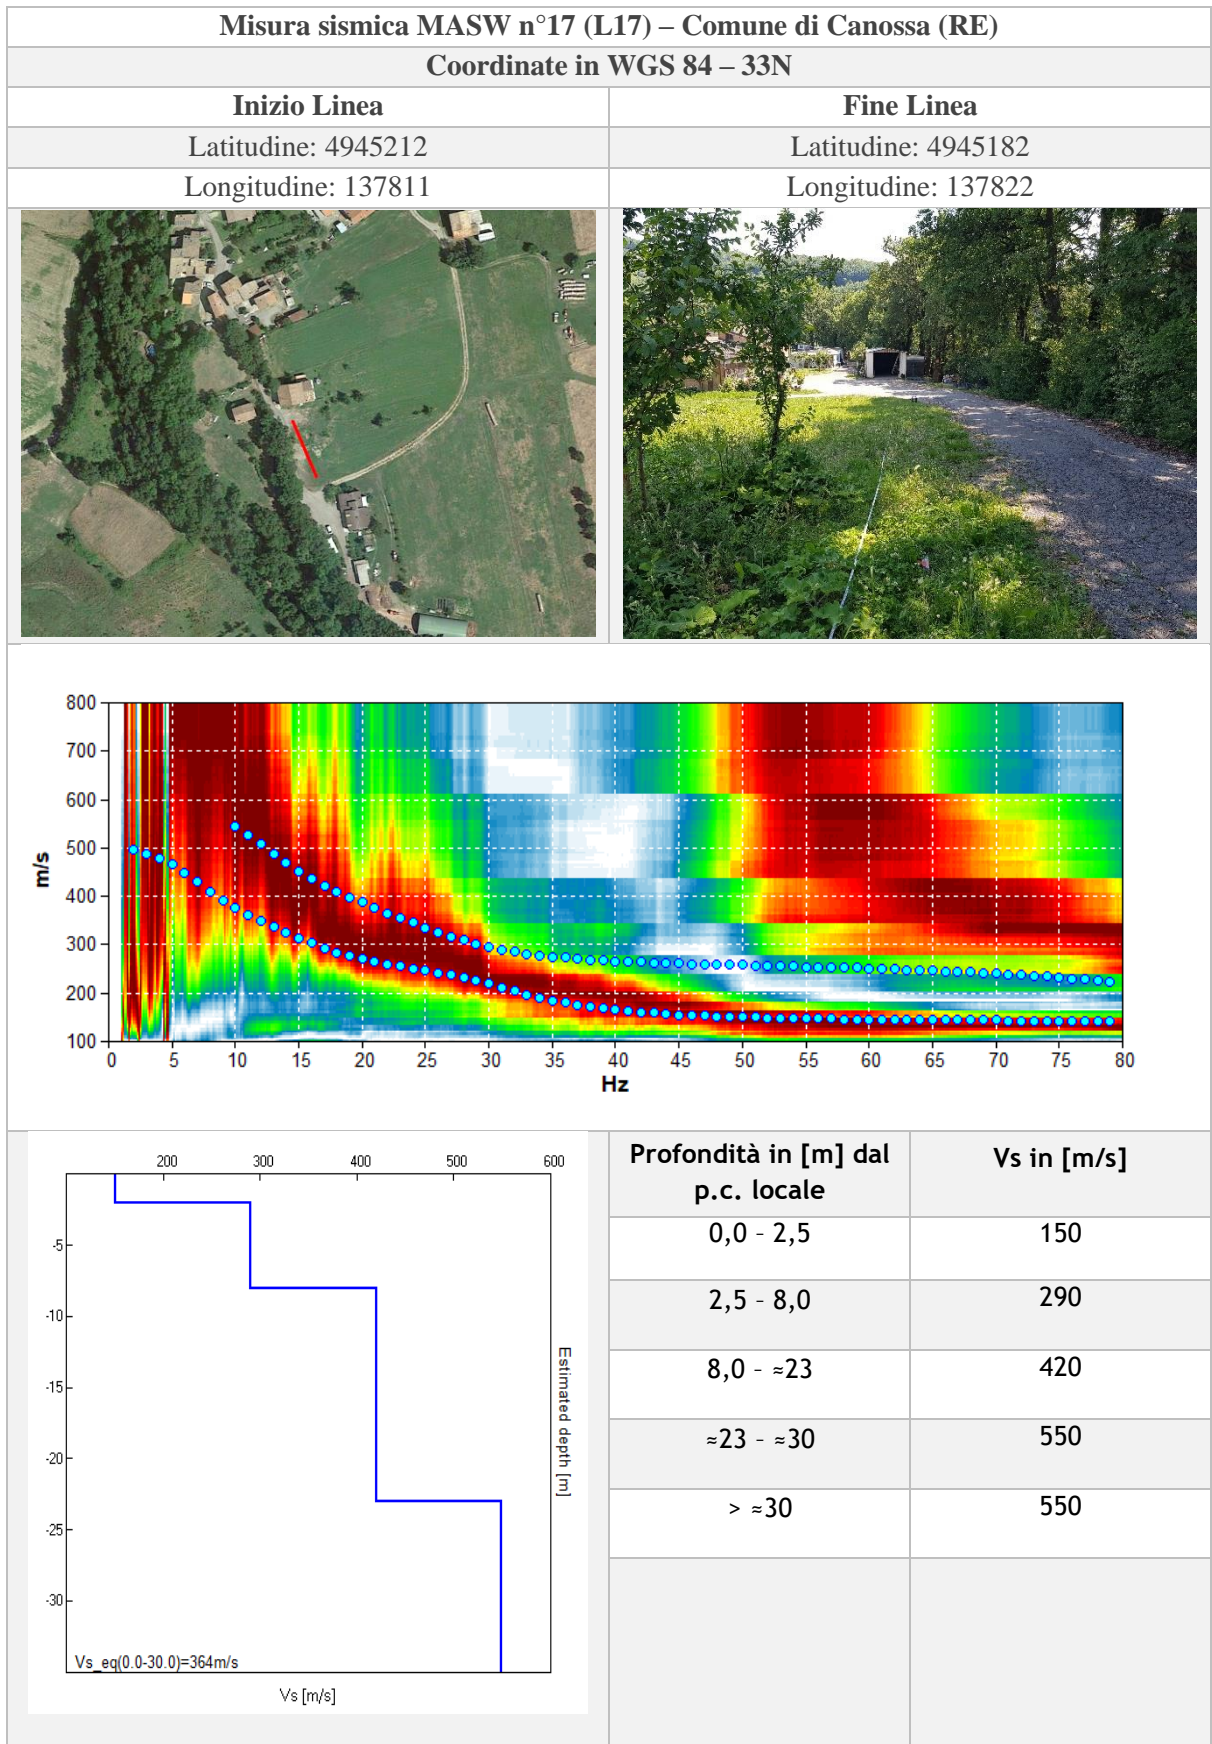 Misura sismica MASW n°17 (L17) – Comune di Canossa (RE)
Coordinate in WGS 84 – 33N
Inizio Linea
Fine Linea
Latitudine: 4945212
Latitudine: 4945182
Longitudine: 137811
Longitudine: 137822
800
700
600
500
400
300
200
100
m/s
0 5 10 15 20 25 30 35 40 45 50 55 60 65 70 75 80
Hz
200 300 400 500 600
-5
-10
-15
-20
-25
-30
Estimated depth [m]
Vs_eq(0.0-30.0)=364m/s
Vs [m/s]
Profondità in [m] dal
p.c. locale
Vs in [m/s]
0,0 – 2,5
150
2,5 – 8,0
290
8,0 – ≈23
420
≈23 – ≈30
550
> ≈30
550